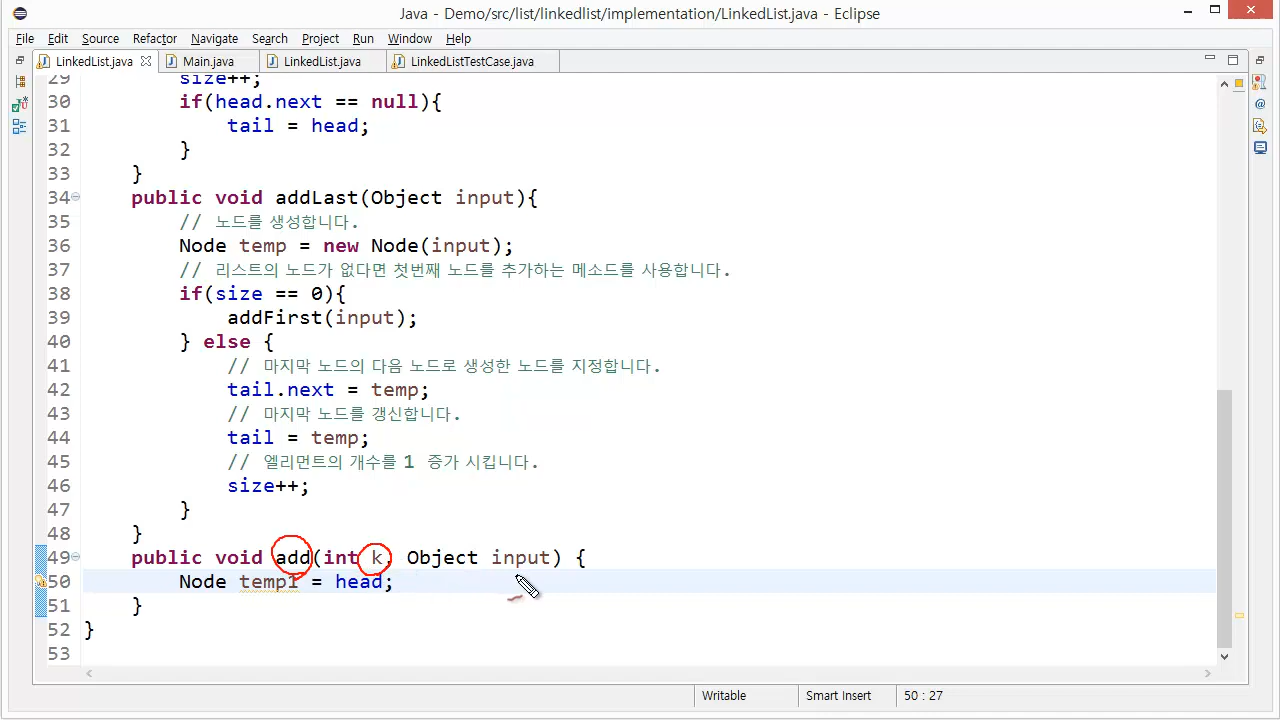 Java - Demo/src/list/linkedlist/implementation/LinkedList.java - Eclipse
File Edit Source Refactor Navigate Search Project Run Window Help
LinkedList.java Main.java LinkedList.java LinkedListTestCase.java
29 size++;
30 if(head.next == null){
31 tail = head;
32 }
33 }
34 public void addLast(Object input){
35 // 노드를 생성합니다.
36 Node temp = new Node(input);
37 // 리스트의 노드가 없다면 첫번째 노드를 추가하는 메소드를 사용합니다.
38 if(size == 0){
39 addFirst(input);
40 } else {
41 // 마지막 노드의 다음 노드로 생성한 노드를 지정합니다.
42 tail.next = temp;
43 // 마지막 노드를 갱신합니다.
44 tail = temp;
45 // 엘리먼트의 개수를 1 증가 시킵니다.
46 size++;
47 }
48 }
49 public void add(int k, Object input) {
50 Node temp1 = head;
51 }
52 }
53
Writable Smart Insert 50 : 27